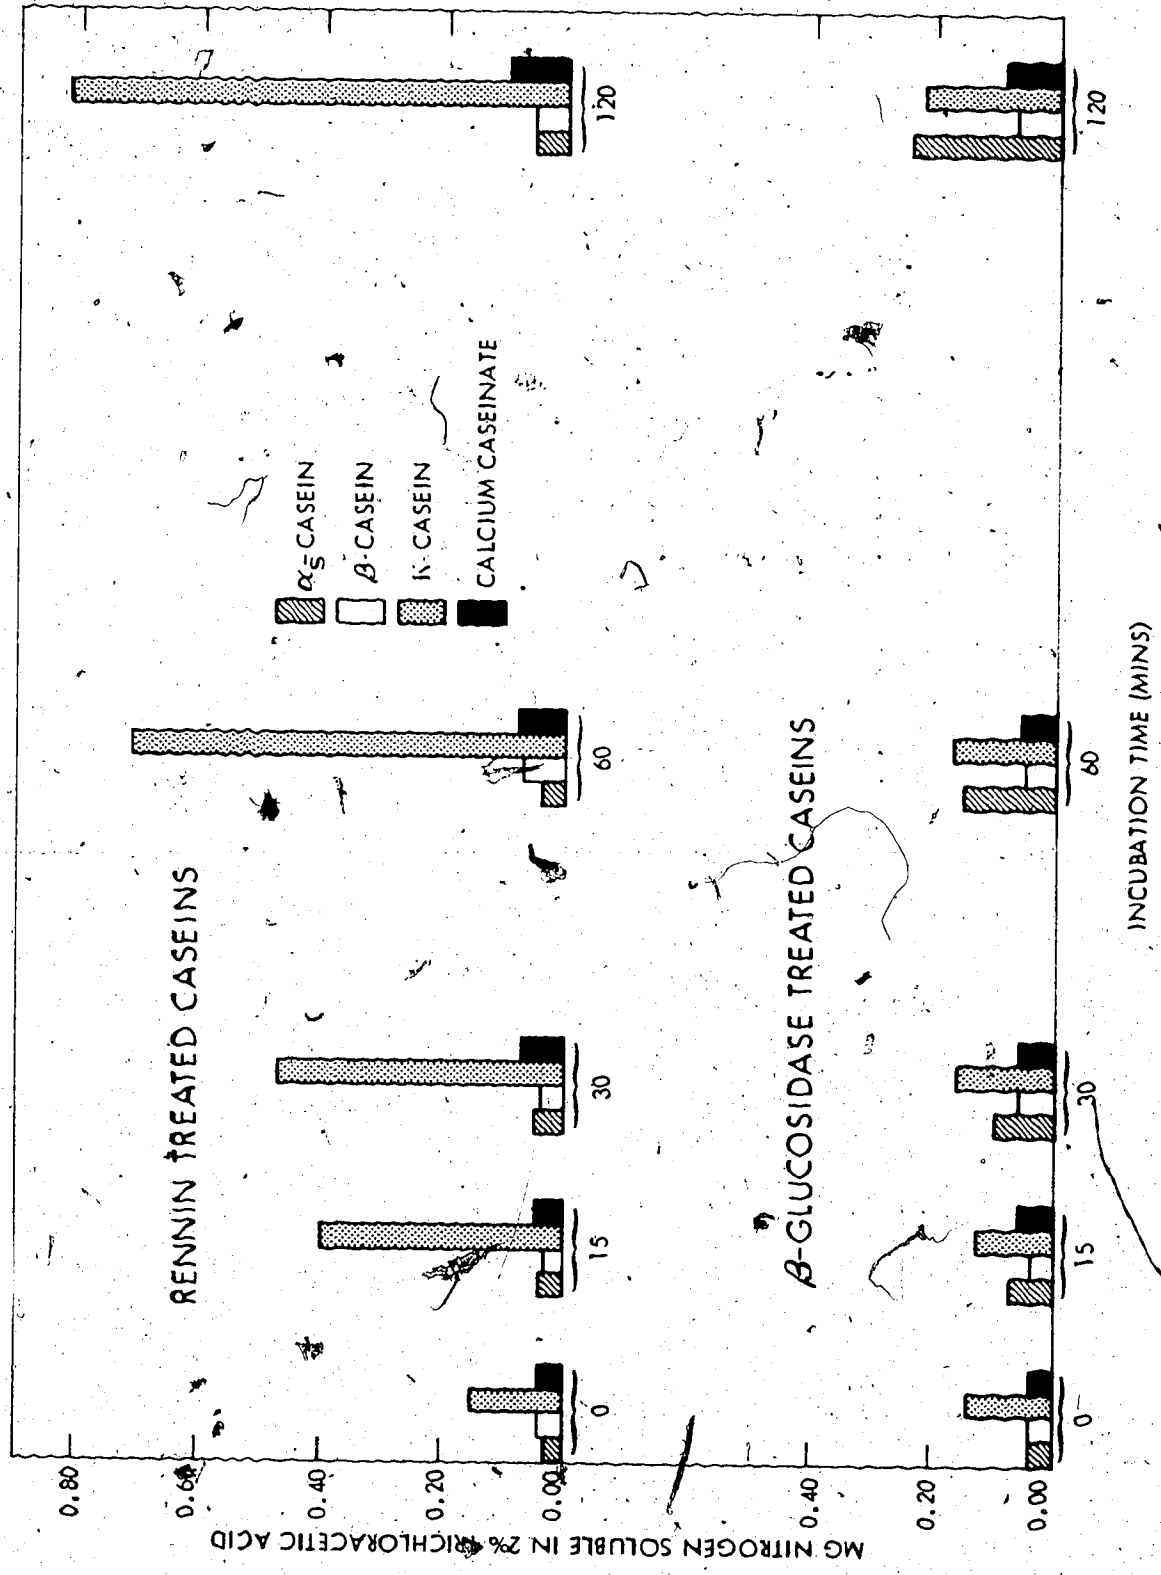 RENNIN TREATED CASEINS
0.80
0.60
0.40
0.20
0.00
0
15
30
60
120
αs-CASEIN
β-CASEIN
K-CASEIN
CALCIUM CASEINATE
β-GLUCOSIDASE TREATED CASEINS
0.40
0.20
0.00
0
15
30
60
120
INCUBATION TIME (MINS)
MG NITROGEN SOLUBLE IN 2% TRICHLORACETIC ACID